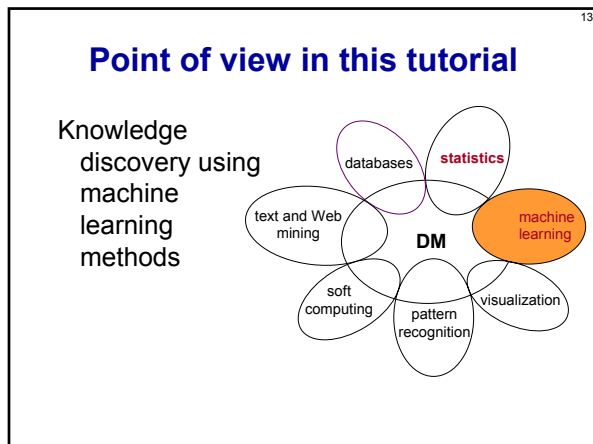 13
Point of view in this tutorial
Knowledge
discovery using
machine
learning
methods
databases
statistics
text and Web
mining
DM
machine
learning
soft
computing
pattern
recognition
visualization